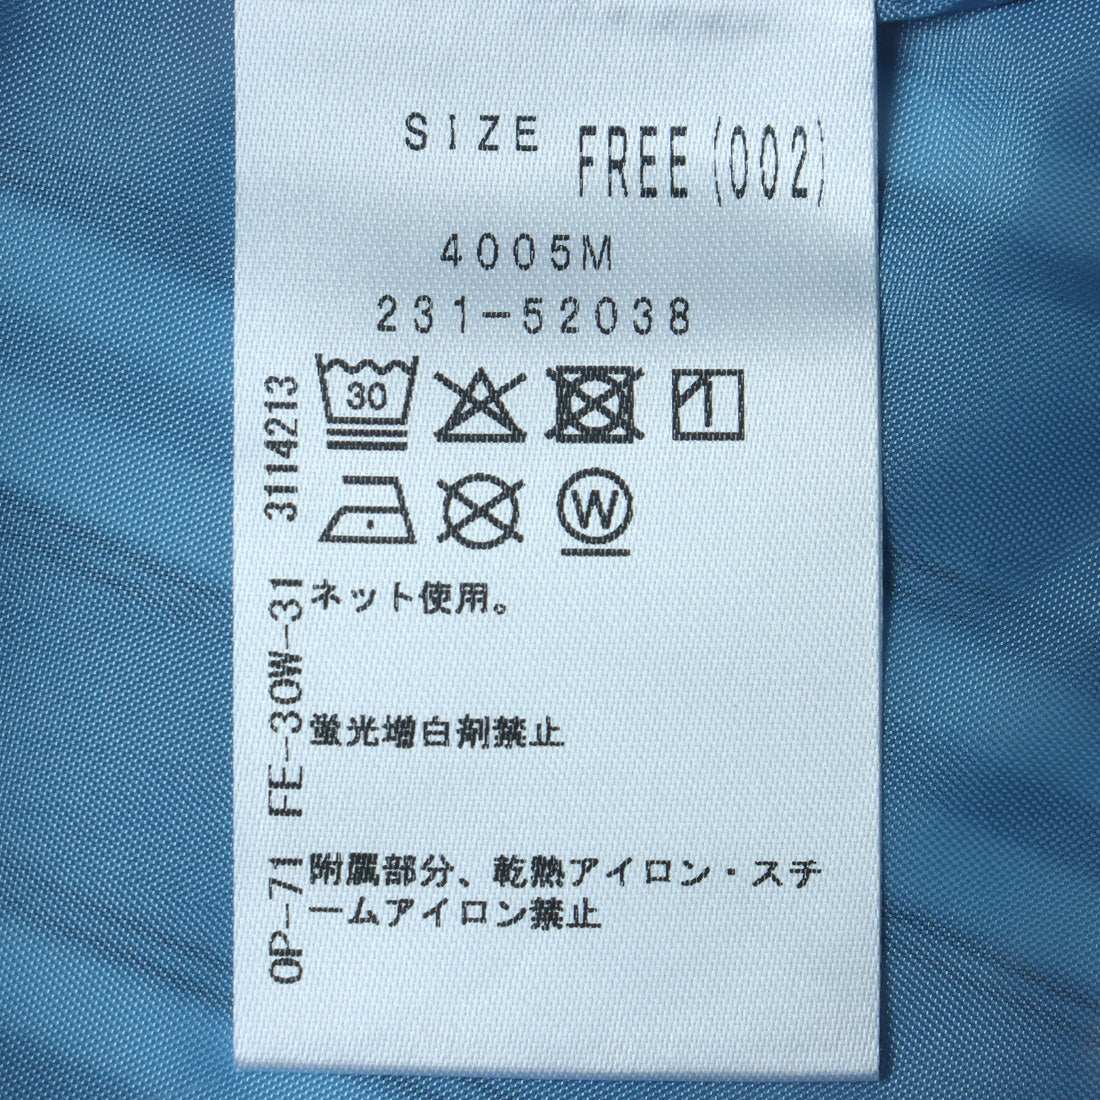 SIZE FREE(002)
4005M
231-52038
30
W
ネット使用。
蛍光増白剤禁止
附属部分、乾熱アイロン・スチ
ームアイロン禁止
OP-71 FE-30W-31 3114213